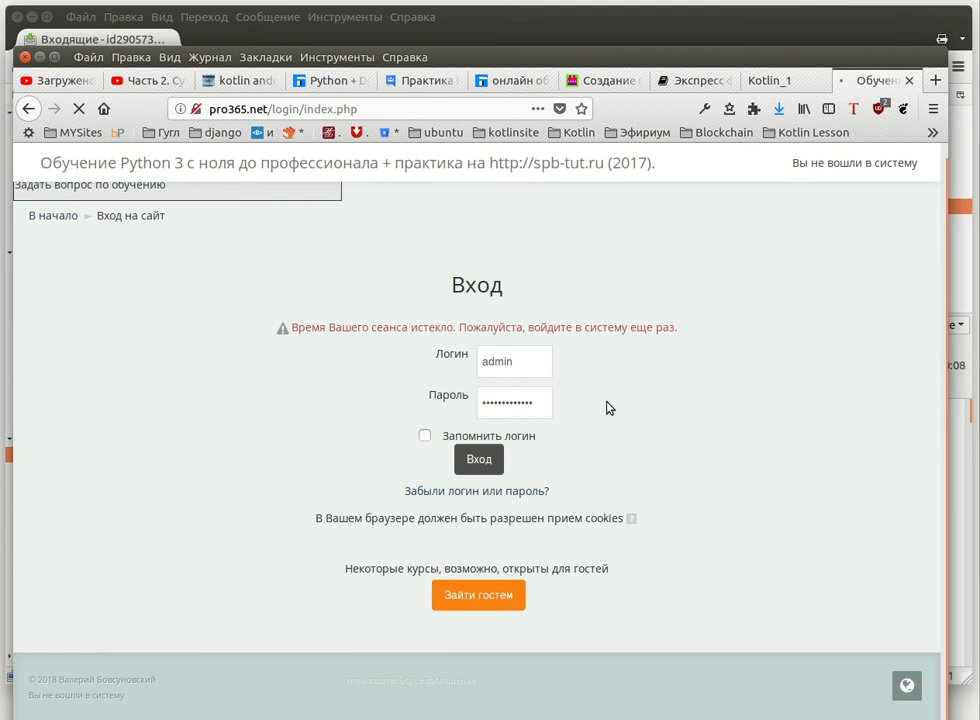 Файл Правка Вид Переход Сообщение Инструменты Справка
Входящие - id290573...
Файл Правка Вид Журнал Закладки Инструменты Справка
Загружено Часть 2. Су kotlin and Python + D Практика онлайн об Создание Экспресс Kotlin_1 Обучен
pro365.net/login/index.php
2
MYSites bP Гугл django и ubuntu kotlinsite Kotlin Эфириум Blockchain Kotlin Lesson
Обучение Python 3 с ноля до профессионала + практика на http://spb-tut.ru (2017). Вы не вошли в систему
Задать вопрос по обучению
В начало Вход на сайт
Вход
Время Вашего сеанса истекло. Пожалуйста, войдите в систему еще раз.
Логин admin
Пароль •••••••••••••
Запомнить логин
Вход
Забыли логин или пароль?
В Вашем браузере должен быть разрешен прием cookies ?
Некоторые курсы, возможно, открыты для гостей
Зайти гостем
© 2018 Валерий Бовсуновский пользовательское соглашение
Вы не вошли в систему